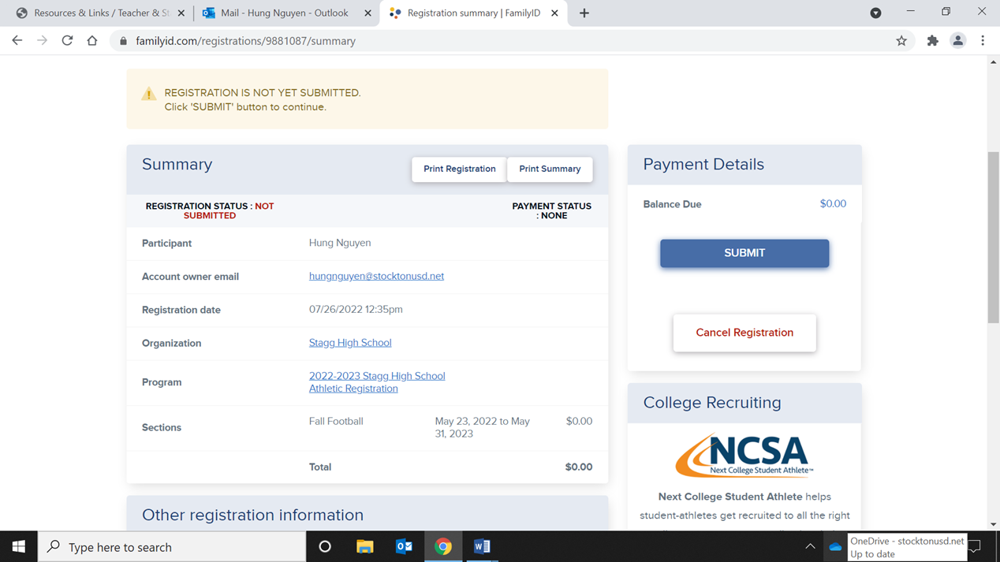 Resources & Links / Teacher & St
Mail - Hung Nguyen - Outlook
Registration summary | FamilyID
familyid.com/registrations/9881087/summary
REGISTRATION IS NOT YET SUBMITTED.
Click 'SUBMIT' button to continue.
Summary
Print Registration
Print Summary
REGISTRATION STATUS : NOT
SUBMITTED
PAYMENT STATUS
: NONE
Participant
Hung Nguyen
Account owner email
hungnguyen@stocktonusd.net
Registration date
07/26/2022 12:35pm
Organization
Stagg High School
Program
2022-2023 Stagg High School
Athletic Registration
Sections
Fall Football
May 23, 2022 to May
31, 2023
$0.00
Total
$0.00
Other registration information
Payment Details
Balance Due
$0.00
SUBMIT
Cancel Registration
College Recruiting
NCSA
Next College Student Athlete™
Next College Student Athlete helps
student-athletes get recruited to all the right
Type here to search
OneDrive - stocktonusd.net
Up to date